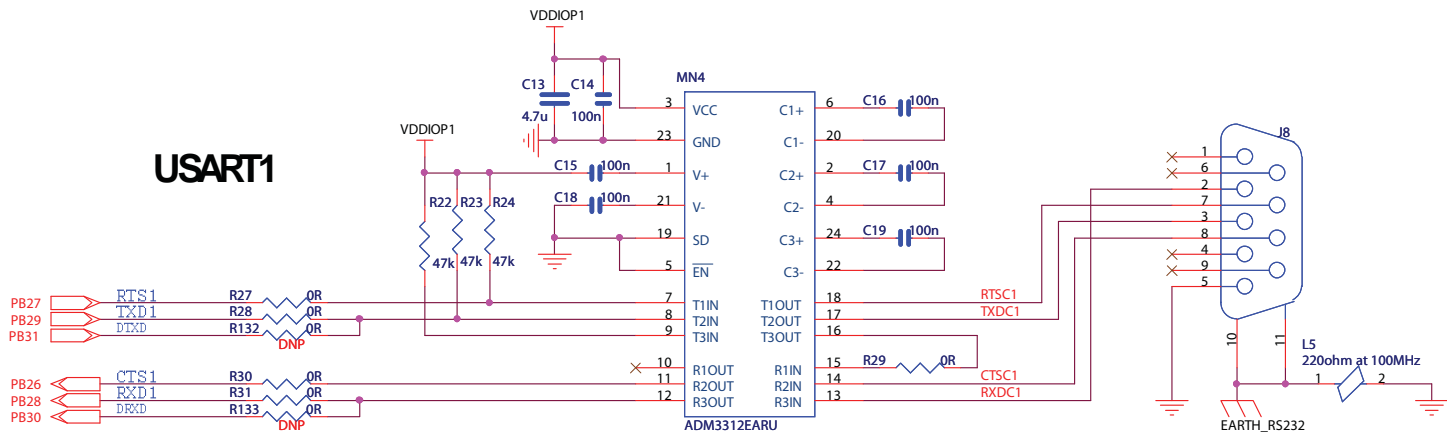 VDDIOP1
MN4
C13
C14
4.7u
100n
3
VCC
C1+
6
C16
100n
23
GND
C1-
20
J8
VDDIOP1
USART1
C15
100n
1
V+
C2+
2
C17
100n
C18
100n
21
V-
C2-
4
R22
R23
R24
19
SD
C3+
24
C19
100n
47k
47k
47k
5
EN
C3-
22
1
6
2
7
3
8
4
9
5
PB27
RTS1
R27
0R
7
T1IN
T1OUT
18
RTSC1
PB29
TXD1
R28
0R
8
T2IN
T2OUT
17
TXDC1
PB31
DTXD
R132
0R
9
T3IN
T3OUT
16
DNP
10
R1OUT
R1IN
15
R29
0R
PB26
CTS1
R30
0R
11
R2OUT
R2IN
14
CTSC1
PB28
RXD1
R31
0R
12
R3OUT
R3IN
13
RXDC1
PB30
DRXD
R133
0R
DNP
ADM3312EARU
10
11
L5
220ohm at 100MHz
1
2
EARTH_RS232